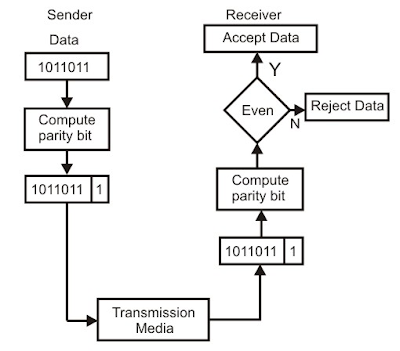 Sender
Data
1011011
Compute
parity bit
1011011 1
Transmission
Media
Receiver
Accept Data
Y
Even
N
Reject Data
Compute
parity bit
1011011 1